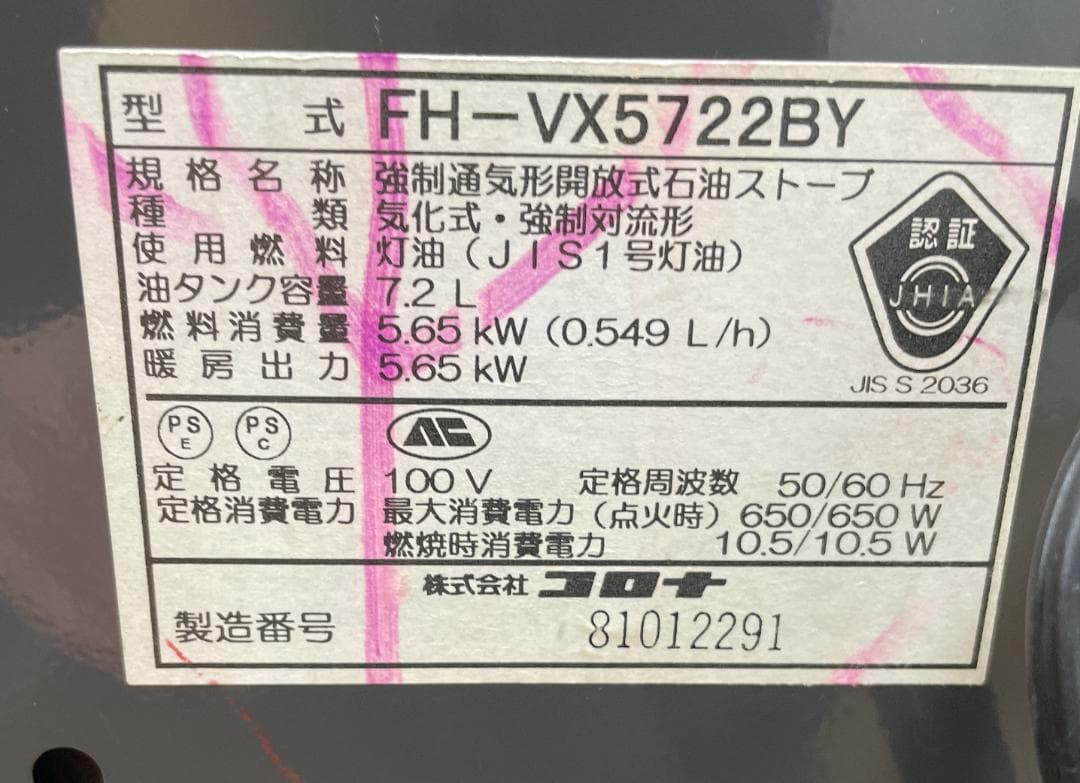 型式 FH-VX5722BY
規格名称 強制通気形開放式石油ストーブ
種類 気化式・強制対流形
使用燃料 灯油(JIS1号灯油)
油タンク容量 7.2 L
燃料消費量 5.65 kW (0.549 L/h)
暖房出力 5.65 kW
認証
JHIA
JIS S 2036
PS E PS C
定格電圧 100 V 定格周波数 50/60 Hz
定格消費電力 最大消費電力(点火時) 650/650 W
燃焼時消費電力 10.5/10.5 W
株式会社 コロナ
製造番号 81012291